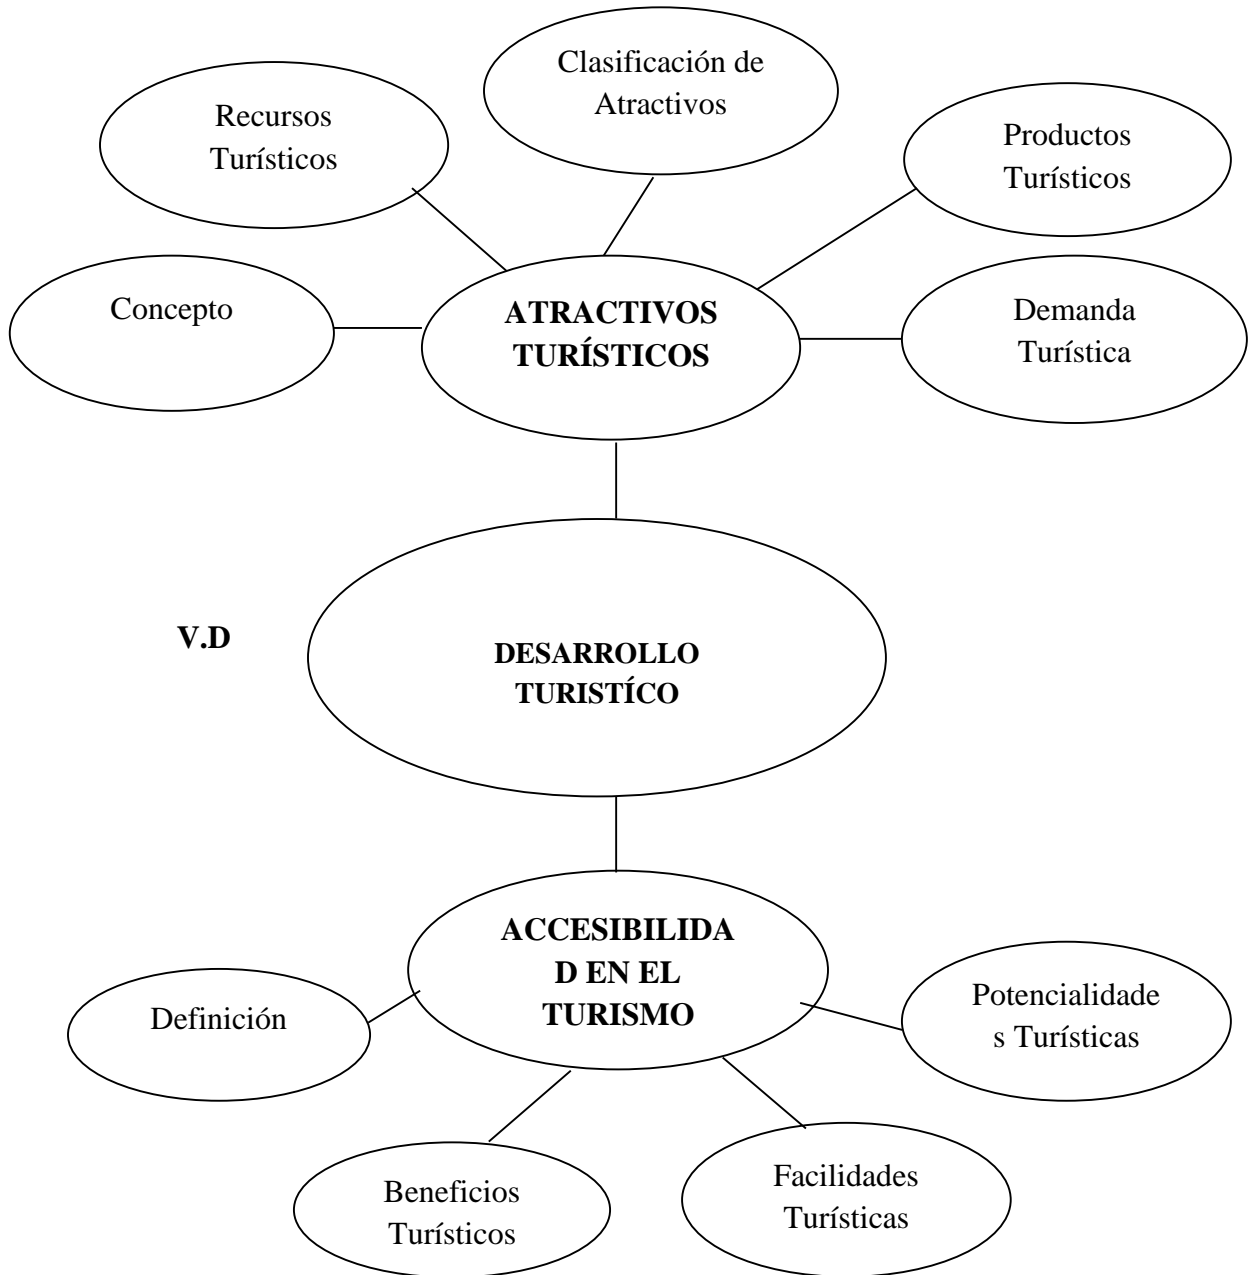 Clasificación de
Atractivos
Recursos
Turísticos
Productos
Turísticos
Concepto
ATRACTIVOS
TURÍSTICOS
Demanda
Turística
V.D
DESARROLLO
TURISTÍCO
ACCESIBILIDA
D EN EL
TURISMO
Definición
Potencialidade
s Turísticas
Beneficios
Turísticos
Facilidades
Turísticas